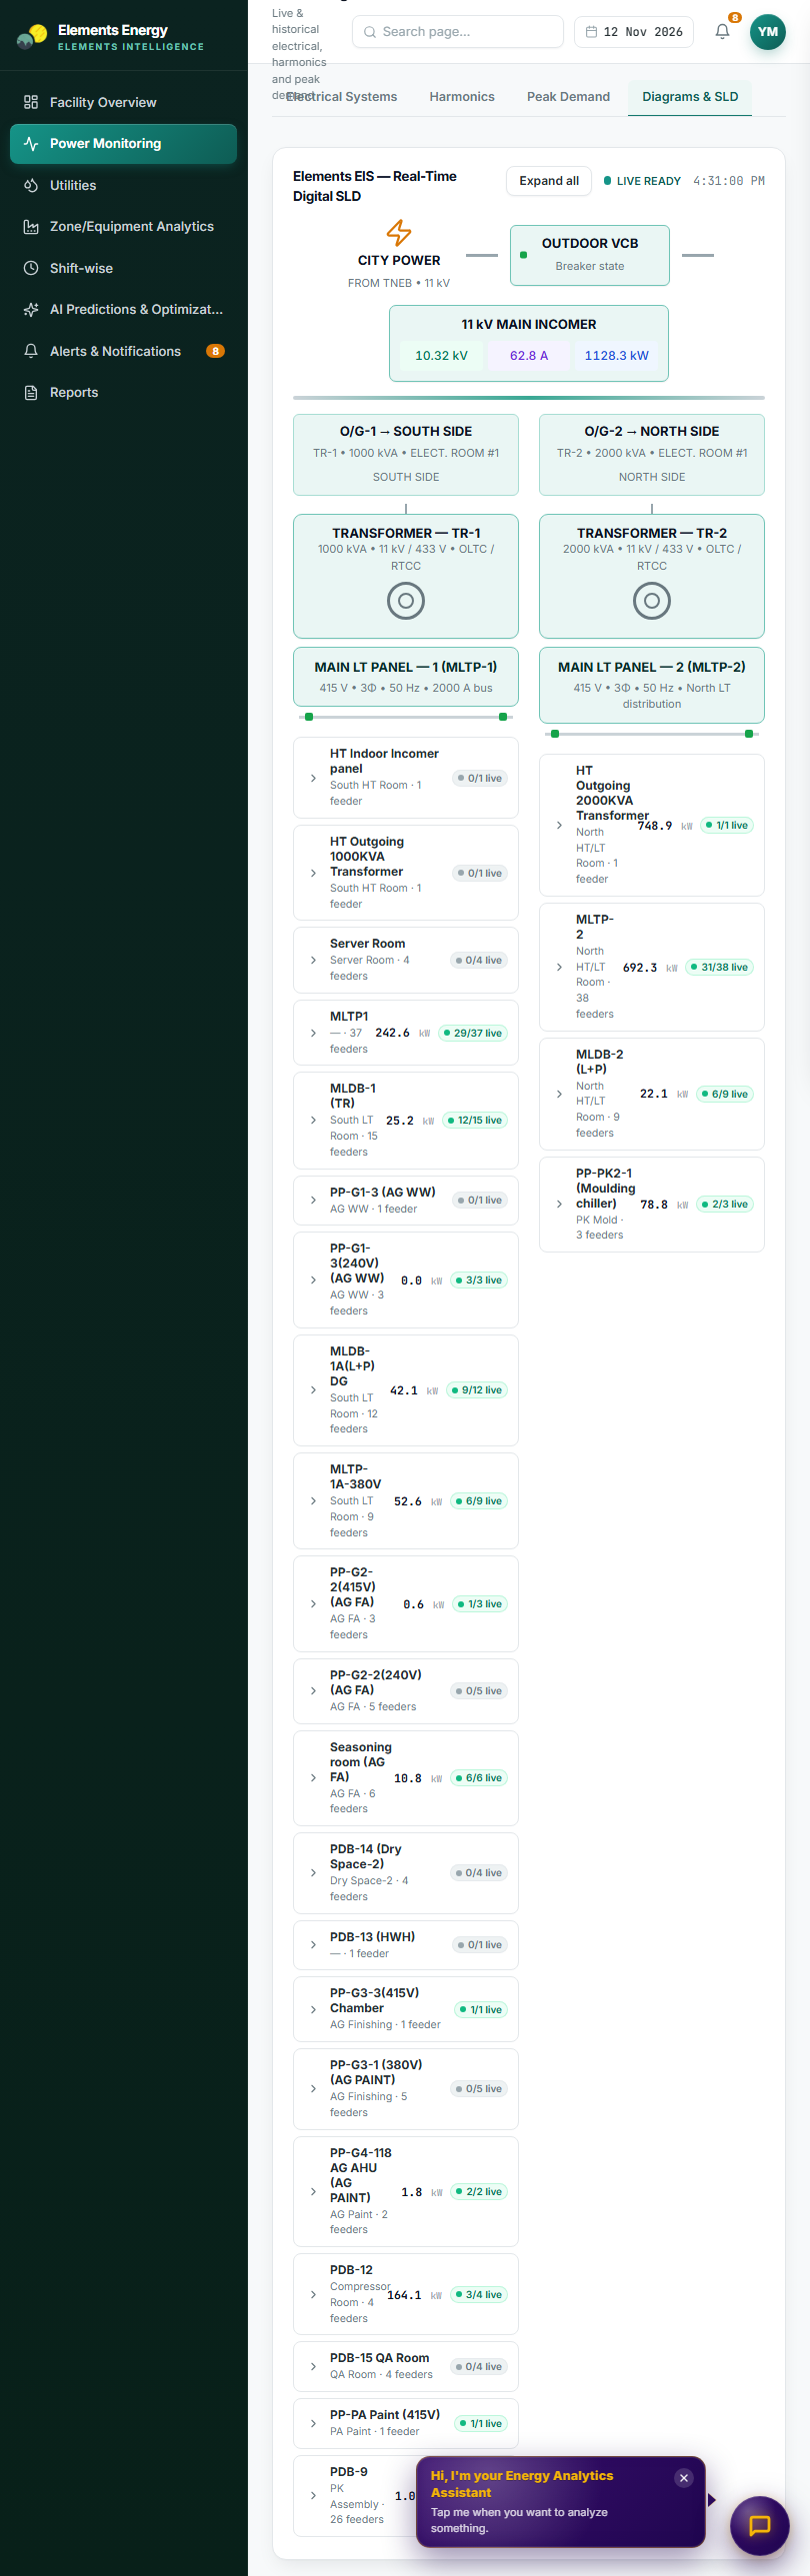 Elements Energy
ELEMENTS INTELLIGENCE
Facility Overview
Power Monitoring
Utilities
Zone/Equipment Analytics
Shift-wise
AI Predictions & Optimizat...
Alerts & Notifications 8
Reports
Live &
historical
electrical,
harmonics
and peak
demand
Search page...
12 Nov 2026
8
YM
Electrical Systems Harmonics Peak Demand Diagrams & SLD
Elements EIS — Real-Time
Digital SLD
Expand all
LIVE READY 4:31:00 PM
CITY POWER
FROM TNEB • 11 kV
OUTDOOR VCB
Breaker state
11 kV MAIN INCOMER
10.32 kV 62.8 A 1128.3 kW
O/G-1 → SOUTH SIDE
TR-1 • 1000 kVA • ELECT. ROOM #1
SOUTH SIDE
TRANSFORMER — TR-1
1000 kVA • 11 kV / 433 V • OLTC /
RTCC
MAIN LT PANEL — 1 (MLTP-1)
415 V • 3Φ • 50 Hz • 2000 A bus
HT Indoor Incomer
panel
South HT Room · 1
feeder
0/1 live
HT Outgoing
1000KVA
Transformer
South HT Room · 1
feeder
0/1 live
Server Room
Server Room · 4
feeders
0/4 live
MLTP1
— · 37
feeders
242.6 kW 29/37 live
MLDB-1
(TR)
South LT
Room · 15
feeders
25.2 kW 12/15 live
PP-G1-3 (AG WW)
AG WW · 1 feeder
0/1 live
PP-G1-
3(240V)
(AG WW)
AG WW · 3
feeders
0.0 kW 3/3 live
MLDB-
1A(L+P)
DG
South LT
Room · 12
feeders
42.1 kW 9/12 live
MLTP-
1A-380V
South LT
Room · 9
feeders
52.6 kW 6/9 live
PP-G2-
2(415V)
(AG FA)
AG FA · 3
feeders
0.6 kW 1/3 live
PP-G2-2(240V)
(AG FA)
AG FA · 5 feeders
0/5 live
Seasoning
room (AG
FA)
AG FA · 6
feeders
10.8 kW 6/6 live
PDB-14 (Dry
Space-2)
Dry Space-2 · 4
feeders
0/4 live
PDB-13 (HWH)
— · 1 feeder
0/1 live
PP-G3-3(415V)
Chamber
AG Finishing · 1 feeder
1/1 live
PP-G3-1 (380V)
(AG PAINT)
AG Finishing · 5
feeders
0/5 live
PP-G4-118
AG AHU
(AG
PAINT)
AG Paint · 2
feeders
1.8 kW 2/2 live
PDB-12
Compressor
Room · 4
feeders
164.1 kW 3/4 live
PDB-15 QA Room
QA Room · 4 feeders
0/4 live
PP-PA Paint (415V)
PA Paint · 1 feeder
1/1 live
PDB-9
PK
Assembly ·
26 feeders
1.0
O/G-2 → NORTH SIDE
TR-2 • 2000 kVA • ELECT. ROOM #1
NORTH SIDE
TRANSFORMER — TR-2
2000 kVA • 11 kV / 433 V • OLTC /
RTCC
MAIN LT PANEL — 2 (MLTP-2)
415 V • 3Φ • 50 Hz • North LT
distribution
HT
Outgoing
2000KVA
Transformer
North
HT/LT
Room · 1
feeder
748.9 kW 1/1 live
MLTP-
2
North
HT/LT
Room ·
38
feeders
692.3 kW 31/38 live
MLDB-2
(L+P)
North
HT/LT
Room · 9
feeders
22.1 kW 6/9 live
PP-PK2-1
(Moulding
chiller)
PK Mold ·
3 feeders
78.8 kW 2/3 live
Hi, I'm your Energy Analytics
Assistant
Tap me when you want to analyze
something.